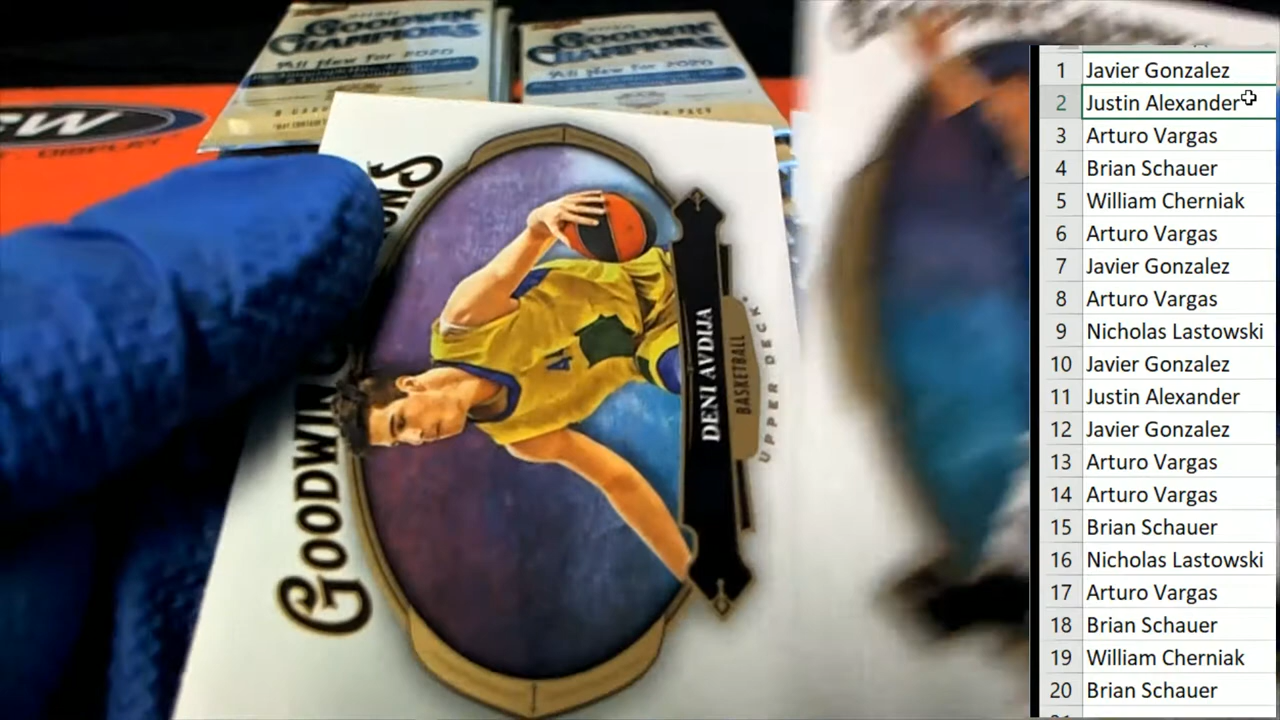 2020
GOODWIN
CHAMPIONS
All New for 2020
2020
GOODWIN
CHAMPIONS
All New for 2020
DISPLAY
GOODWIN
DENI AVDIJA
BASKETBALL
UPPER DECK
41
1 Javier Gonzalez
2 Justin Alexander
3 Arturo Vargas
4 Brian Schauer
5 William Cherniak
6 Arturo Vargas
7 Javier Gonzalez
8 Arturo Vargas
9 Nicholas Lastowski
10 Javier Gonzalez
11 Justin Alexander
12 Javier Gonzalez
13 Arturo Vargas
14 Arturo Vargas
15 Brian Schauer
16 Nicholas Lastowski
17 Arturo Vargas
18 Brian Schauer
19 William Cherniak
20 Brian Schauer